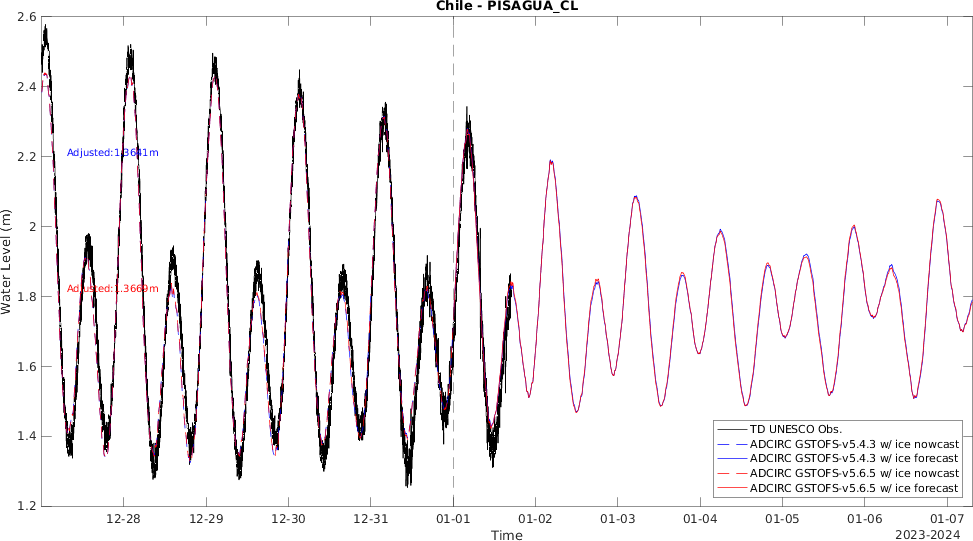 Chile - PISAGUA_CL
2.6
2.4
2.2
2
1.8
1.6
1.4
1.2
Water Level (m)
Adjusted:1.3641m
Adjusted:1.3669m
TD UNESCO Obs.
ADCIRC GSTOFS-v5.4.3 w/ ice nowcast
ADCIRC GSTOFS-v5.4.3 w/ ice forecast
ADCIRC GSTOFS-v5.6.5 w/ ice nowcast
ADCIRC GSTOFS-v5.6.5 w/ ice forecast
12-28 12-29 12-30 12-31 01-01 01-02 01-03 01-04 01-05 01-06 01-07
Time
2023-2024